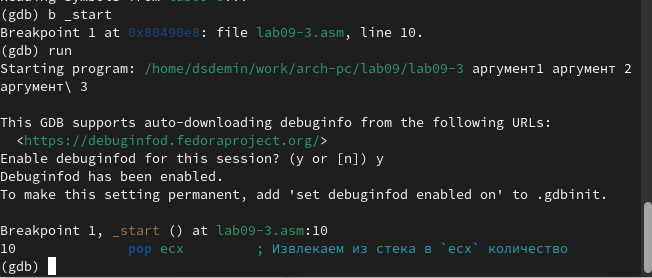 (gdb) b _start
Breakpoint 1 at 0x80490e8: file lab09-3.asm, line 10.
(gdb) run
Starting program: /home/dsdemin/work/arch-pc/lab09/lab09-3 аргумент1 аргумент 2
аргумент\ 3
This GDB supports auto-downloading debuginfo from the following URLs:
<https://debuginfod.fedoraproject.org/>
Enable debuginfod for this session? (y or [n]) y
Debuginfod has been enabled.
To make this setting permanent, add 'set debuginfod enabled on' to .gdbinit.
Breakpoint 1, _start () at lab09-3.asm:10
10 pop ecx ; Извлекаем из стека в `ecx` количество
(gdb)